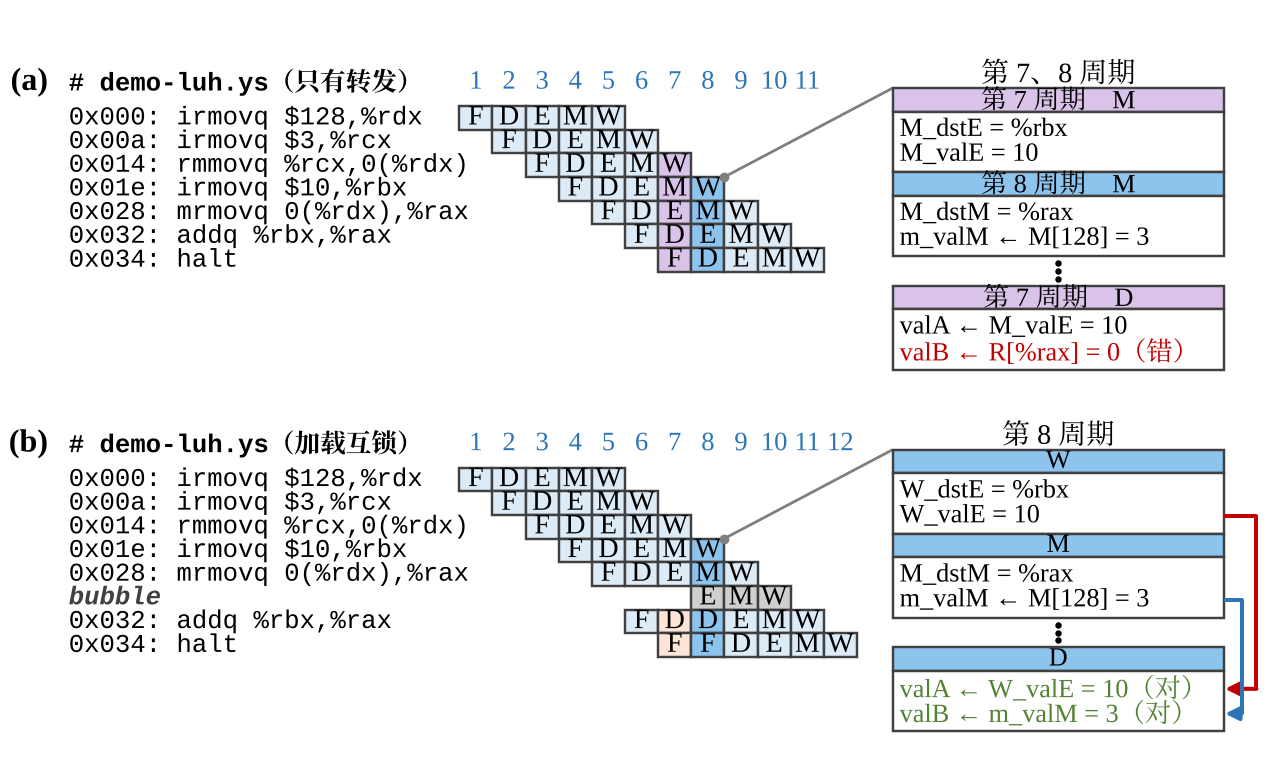 (a) # demo-luh.ys（只有转发） 1 2 3 4 5 6 7 8 9 10 11
0x000: irmovq $128,%rdx F D E M W
0x00a: irmovq $3,%rcx F D E M W
0x014: rmmovq %rcx,0(%rdx) F D E M W
0x01e: irmovq $10,%rbx F D E M W
0x028: mrmovq 0(%rdx),%rax F D E M W
0x032: addq %rbx,%rax F D E M W
0x034: halt F D E M W
第 7、8 周期
第 7 周期 M
M_dstE = %rbx
M_valE = 10
第 8 周期 M
M_dstM = %rax
m_valM ← M[128] = 3
第 7 周期 D
valA ← M_valE = 10
valB ← R[%rax] = 0（错）
(b) # demo-luh.ys（加载互锁） 1 2 3 4 5 6 7 8 9 10 11 12
0x000: irmovq $128,%rdx F D E M W
0x00a: irmovq $3,%rcx F D E M W
0x014: rmmovq %rcx,0(%rdx) F D E M W
0x01e: irmovq $10,%rbx F D E M W
0x028: mrmovq 0(%rdx),%rax F D E M W
bubble E M W
0x032: addq %rbx,%rax F D D E M W
0x034: halt F F D E M W
第 8 周期
W
W_dstE = %rbx
W_valE = 10
M
M_dstM = %rax
m_valM ← M[128] = 3
D
valA ← W_valE = 10（对）
valB ← m_valM = 3（对）